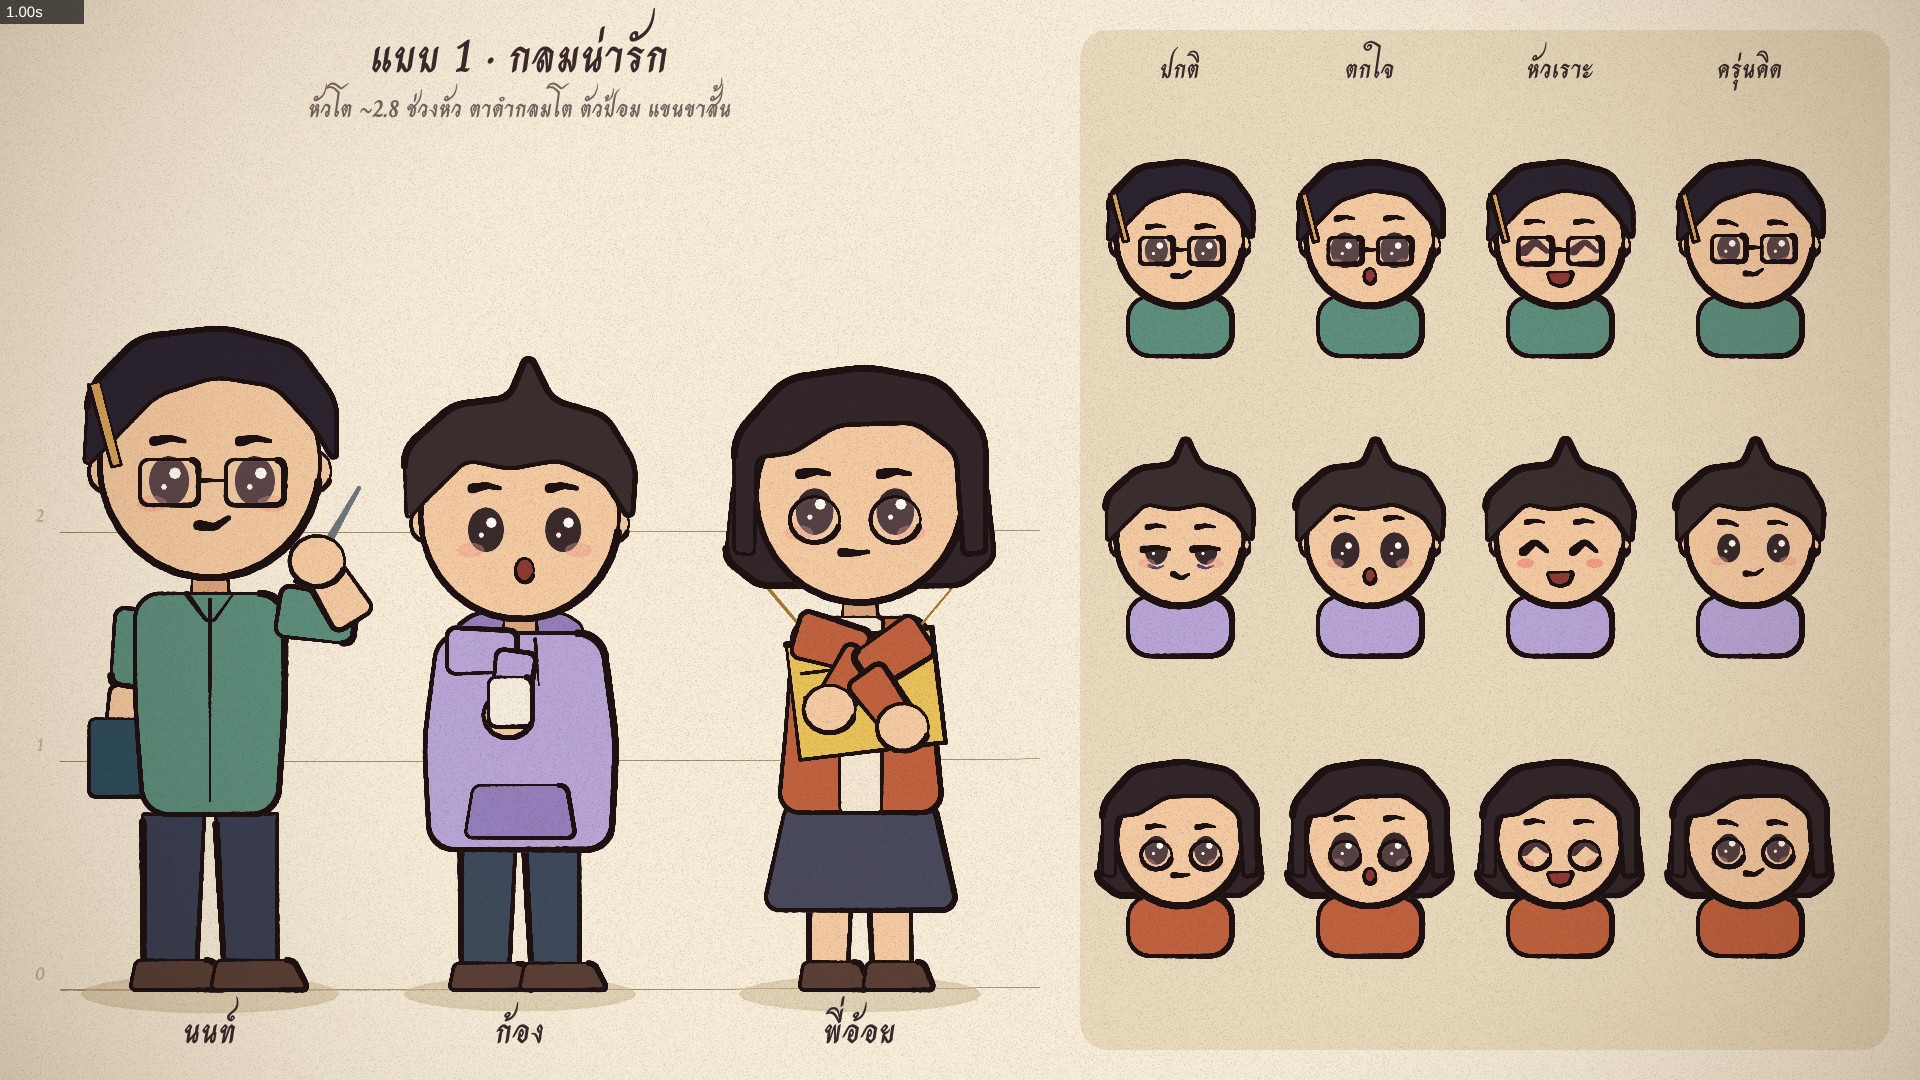 1.00s
แบบ 1 · กลมน่ารัก
หัวโต ~2.8 ช่วงหัว ตาดำกลมโต ตัวป้อม แขนขาสั้น
ปกติ ตกใจ หัวเราะ ครุ่นคิด
2
1
0
นนท์ ก้อง พี่อ้อย